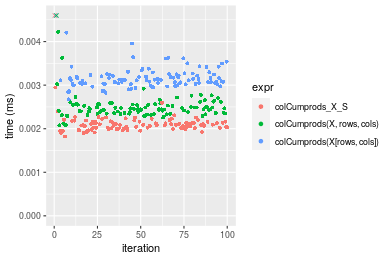 0.004
0.003
0.002
0.001
0.000
time (ms)
0
25
50
75
100
iteration
expr
colCumprods_X_S
colCumprods(X, rows, cols)
colCumprods(X[rows, cols])